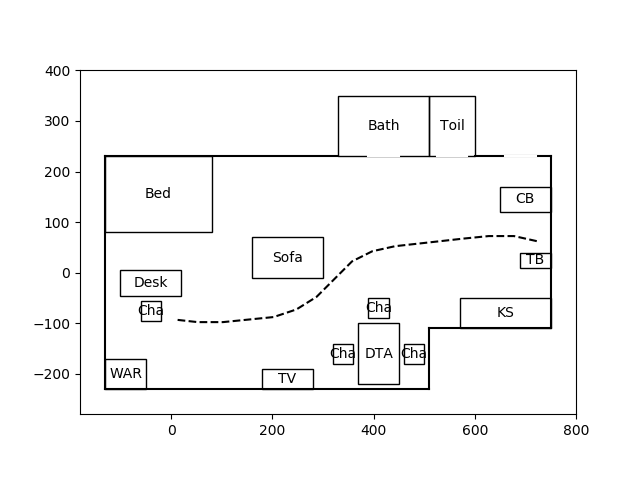 400
300
200
100
0
−100
−200
0
200
400
600
800
Bath
Toil
Bed
CB
Sofa
TB
Desk
Cha
Cha
KS
Cha
DTA
Cha
WAR
TV